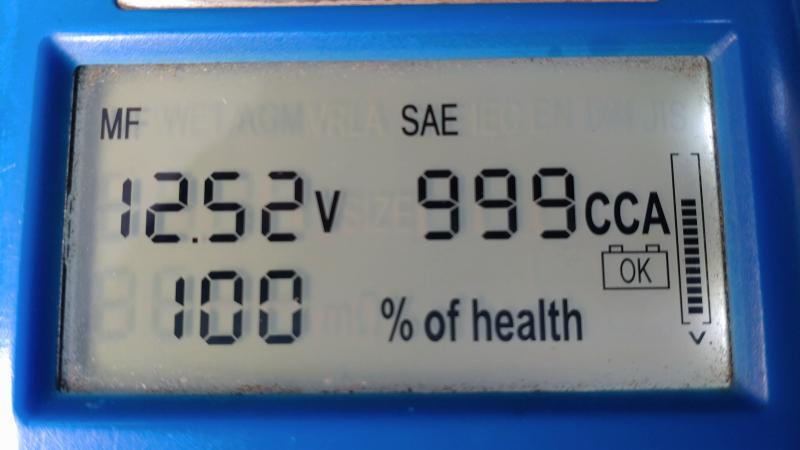 MF SAE
12.52 V 999 CCA
OK
100 % of health